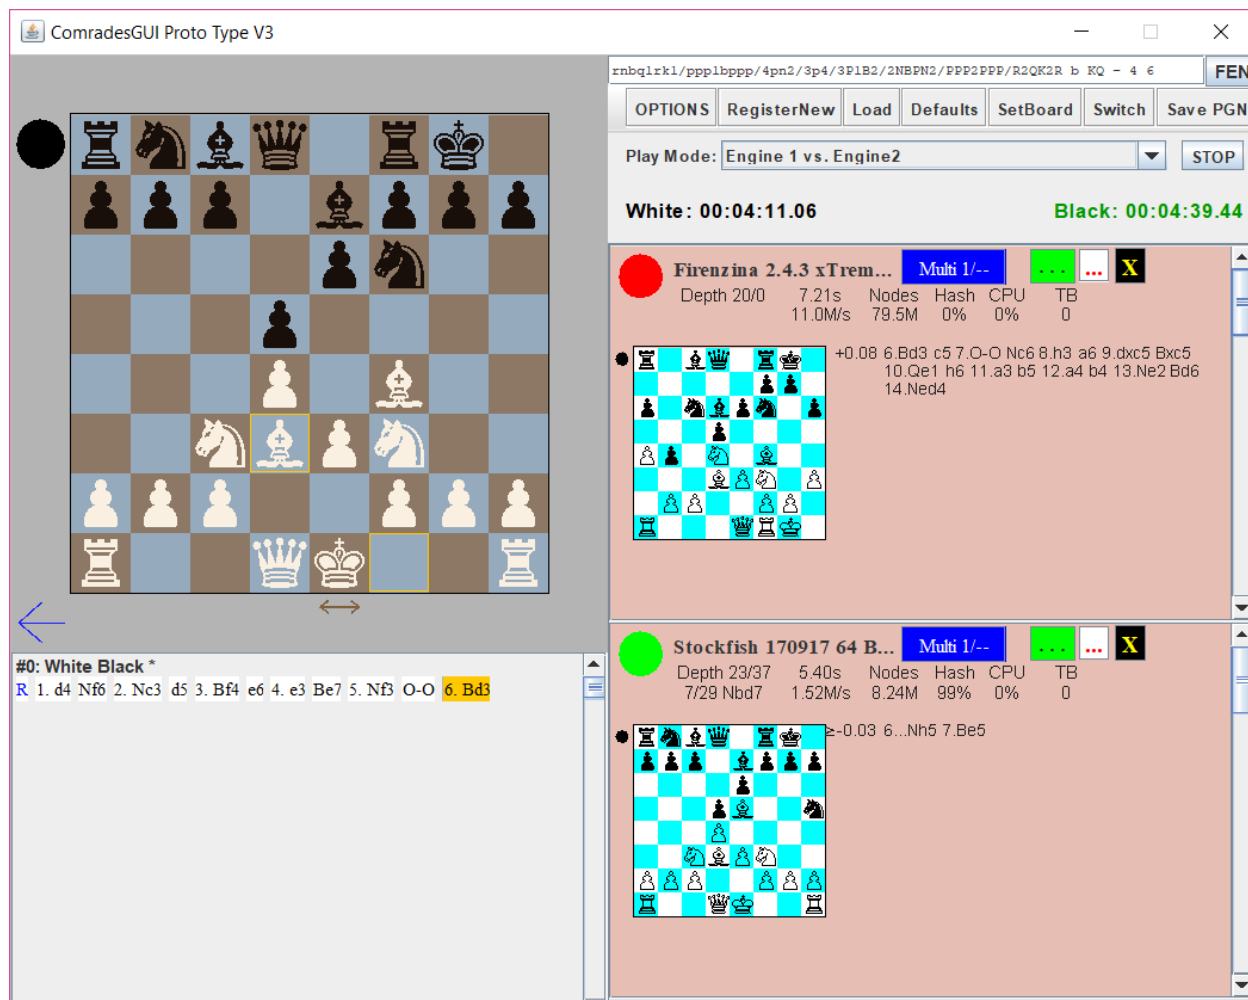 ComradesGUI Proto Type V3
rnbq1rk1/ppp1bppp/4pn2/3p4/3P1B2/2NBPN2/PPP2PPP/R2QK2R b KQ - 4 6 FEN
OPTIONS RegisterNew Load Defaults SetBoard Switch Save PGN
Play Mode: Engine 1 vs. Engine2 STOP
White: 00:04:11.06 Black: 00:04:39.44
Firenzina 2.4.3 xTrem... Multi 1/-- ... ... X
Depth 20/0 7.21s Nodes Hash CPU TB
11.0M/s 79.5M 0% 0% 0
+0.08 6.Bd3 c5 7.O-O Nc6 8.h3 a6 9.dxc5 Bxc5
10.Qe1 h6 11.a3 b5 12.a4 b4 13.Ne2 Bd6
14.Ned4
Stockfish 170917 64 B... Multi 1/-- ... ... X
Depth 23/37 5.40s Nodes Hash CPU TB
7/29 Nbd7 1.52M/s 8.24M 99% 0% 0
≥-0.03 6...Nh5 7.Be5
#0: White Black *
R 1. d4 Nf6 2. Nc3 d5 3. Bf4 e6 4. e3 Be7 5. Nf3 O-O 6. Bd3